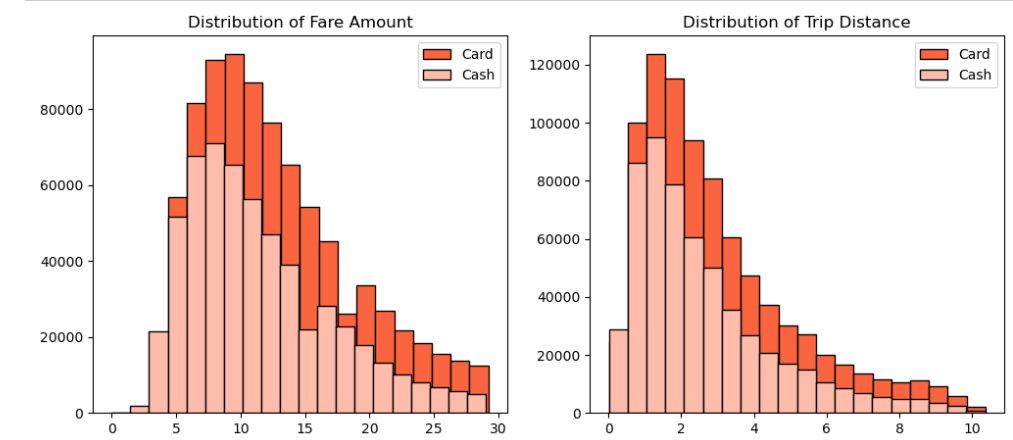 Distribution of Fare Amount
Card
Cash
80000
60000
40000
20000
0
0 5 10 15 20 25 30
Distribution of Trip Distance
Card
Cash
120000
100000
80000
60000
40000
20000
0
0 2 4 6 8 10